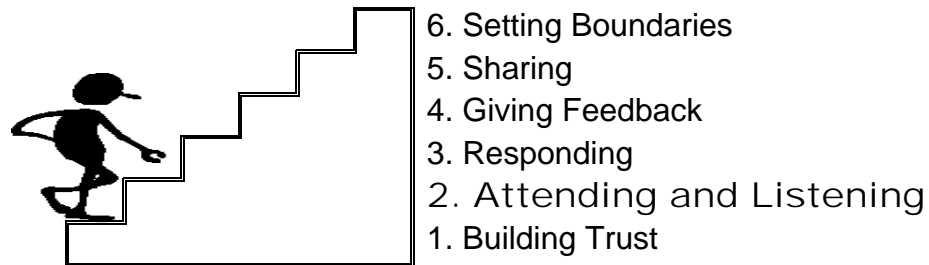 6. Setting Boundaries
5. Sharing
4. Giving Feedback
3. Responding
2. Attending and Listening
1. Building Trust